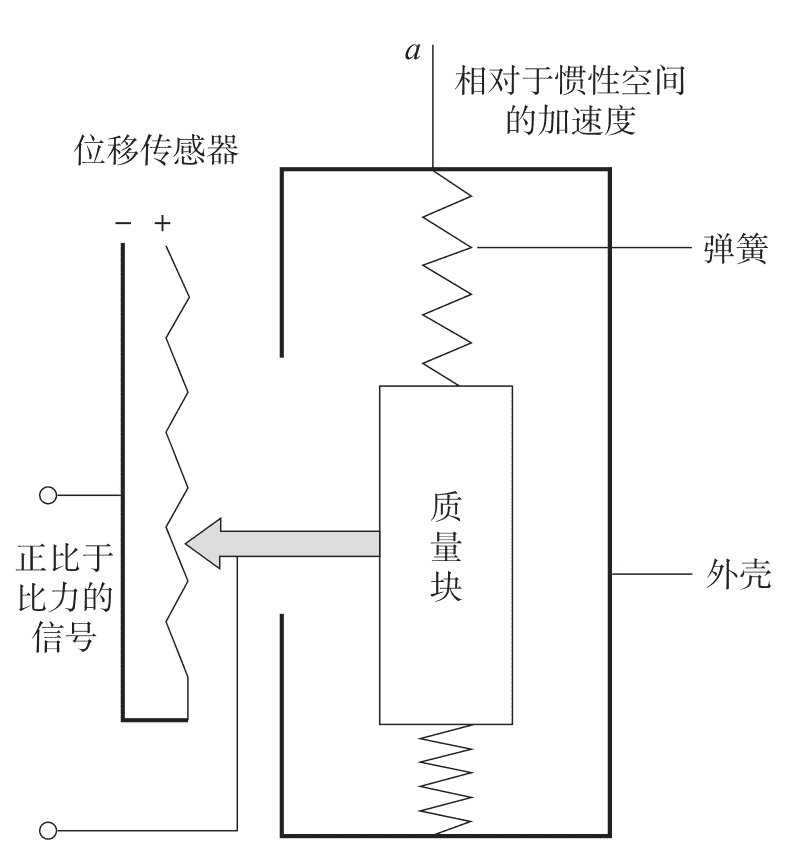 a
相对于惯性空间
的加速度
位移传感器
− +
弹簧
质
量
块
正比于
比力的
信号
外壳